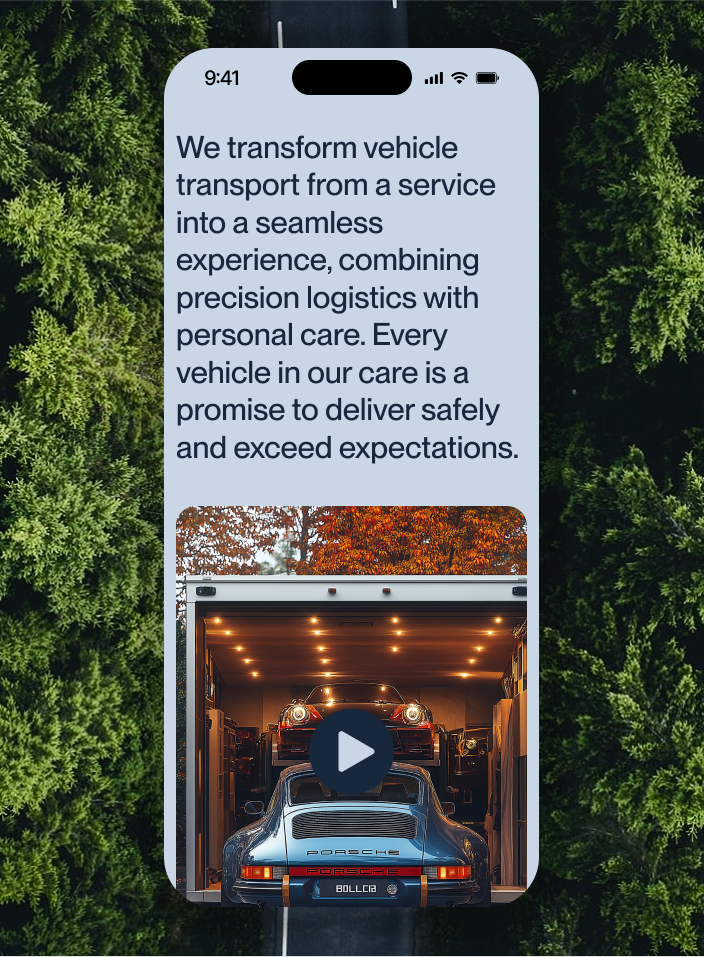 9:41
We transform vehicle
transport from a service
into a seamless
experience, combining
precision logistics with
personal care. Every
vehicle in our care is a
promise to deliver safely
and exceed expectations.
PORSCHE
PORSCHE